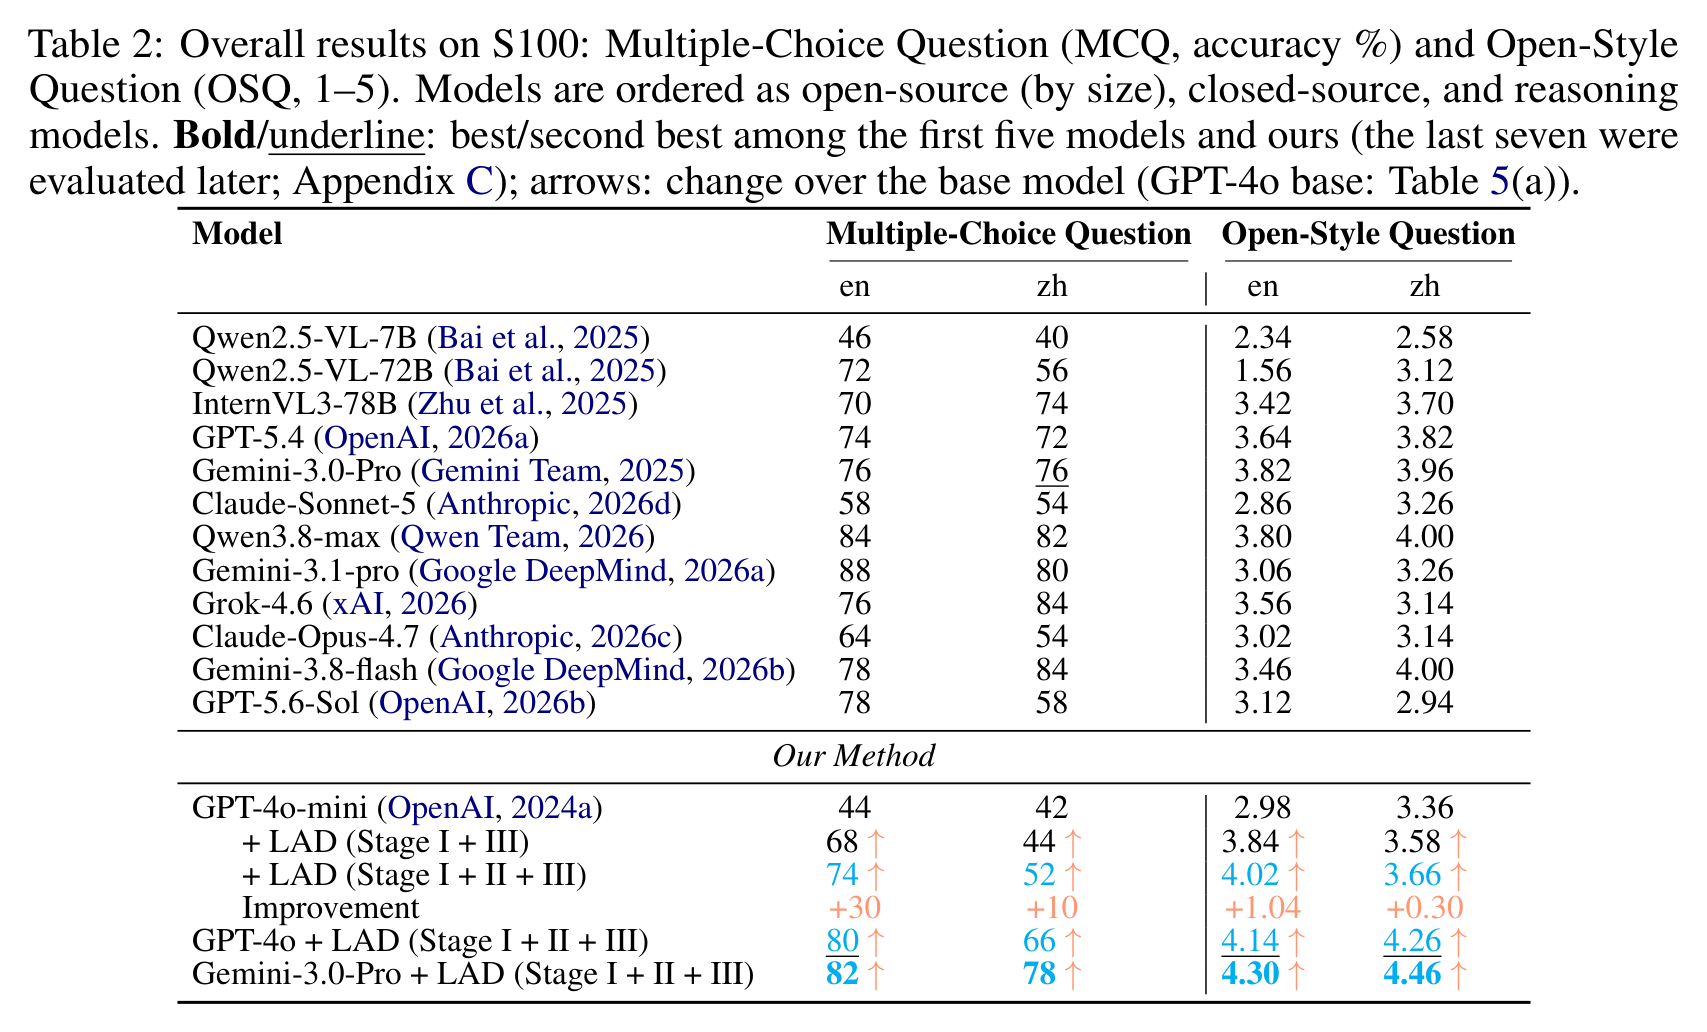 Table 2: Overall results on S100: Multiple-Choice Question (MCQ, accuracy %) and Open-Style
Question (OSQ, 1–5). Models are ordered as open-source (by size), closed-source, and reasoning
models. Bold/underline: best/second best among the first five models and ours (the last seven were
evaluated later; Appendix C); arrows: change over the base model (GPT-4o base: Table 5(a)).
Model Multiple-Choice Question Open-Style Question
en zh en zh
Qwen2.5-VL-7B (Bai et al., 2025) 46 40 2.34 2.58
Qwen2.5-VL-72B (Bai et al., 2025) 72 56 1.56 3.12
InternVL3-78B (Zhu et al., 2025) 70 74 3.42 3.70
GPT-5.4 (OpenAI, 2026a) 74 72 3.64 3.82
Gemini-3.0-Pro (Gemini Team, 2025) 76 76 3.82 3.96
Claude-Sonnet-5 (Anthropic, 2026d) 58 54 2.86 3.26
Qwen3.8-max (Qwen Team, 2026) 84 82 3.80 4.00
Gemini-3.1-pro (Google DeepMind, 2026a) 88 80 3.06 3.26
Grok-4.6 (xAI, 2026) 76 84 3.56 3.14
Claude-Opus-4.7 (Anthropic, 2026c) 64 54 3.02 3.14
Gemini-3.8-flash (Google DeepMind, 2026b) 78 84 3.46 4.00
GPT-5.6-Sol (OpenAI, 2026b) 78 58 3.12 2.94
Our Method
GPT-4o-mini (OpenAI, 2024a) 44 42 2.98 3.36
+ LAD (Stage I + III) 68 ↑ 44 ↑ 3.84 ↑ 3.58 ↑
+ LAD (Stage I + II + III) 74 ↑ 52 ↑ 4.02 ↑ 3.66 ↑
Improvement +30 +10 +1.04 +0.30
GPT-4o + LAD (Stage I + II + III) 80 ↑ 66 ↑ 4.14 ↑ 4.26 ↑
Gemini-3.0-Pro + LAD (Stage I + II + III) 82 ↑ 78 ↑ 4.30 ↑ 4.46 ↑